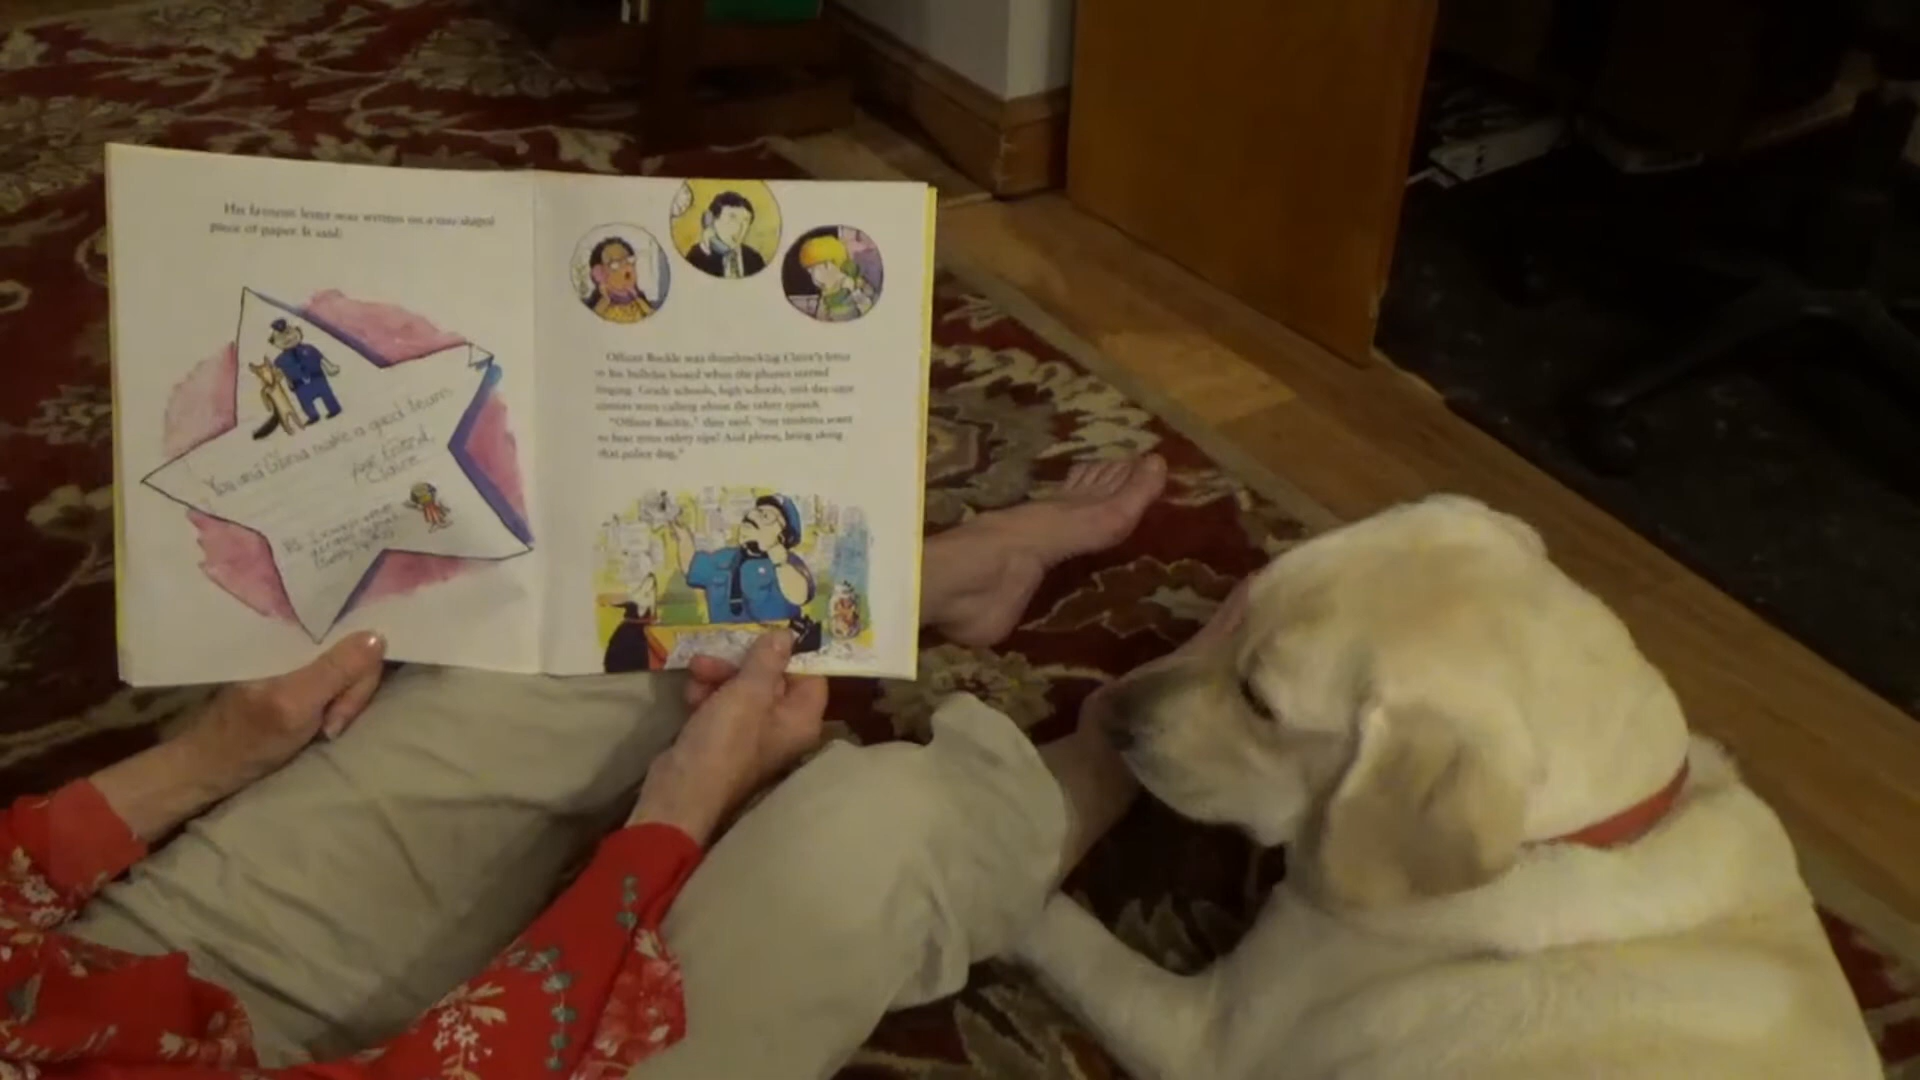 His favorite letter was written on a star-shaped
piece of paper. It said:
You and Gloria make a good team.
Your friend,
Claire
P.S. I always wear
Officer Buckle was thumbtacking Claire's letter
to his bulletin board when the phones started
ringing. Grade schools, high schools, and day-care
centers were calling about the safety speech.
"Officer Buckle," they said, "our students want
to hear your safety tips! And please, bring along
that police dog."